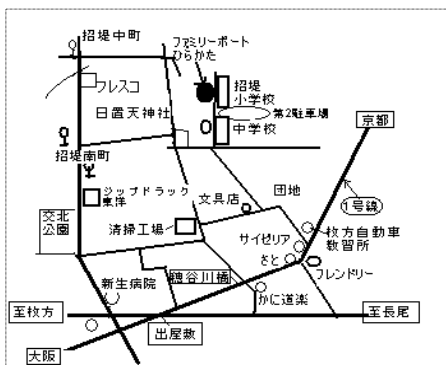 招堤中町
ファミリーポート
ひらかた
フレスコ
招堤
小学校
日置天神社
第2駐車場
中学校
京都
招堤南町
ジップドラック
東洋
文具店
団地
1号線
交北
公園
清掃工場
サイゼリア
枚方自動車
教習所
さと
フレンドリー
新生病院
穂谷川橋
かに道楽
至枚方
至長尾
出屋敷
大阪